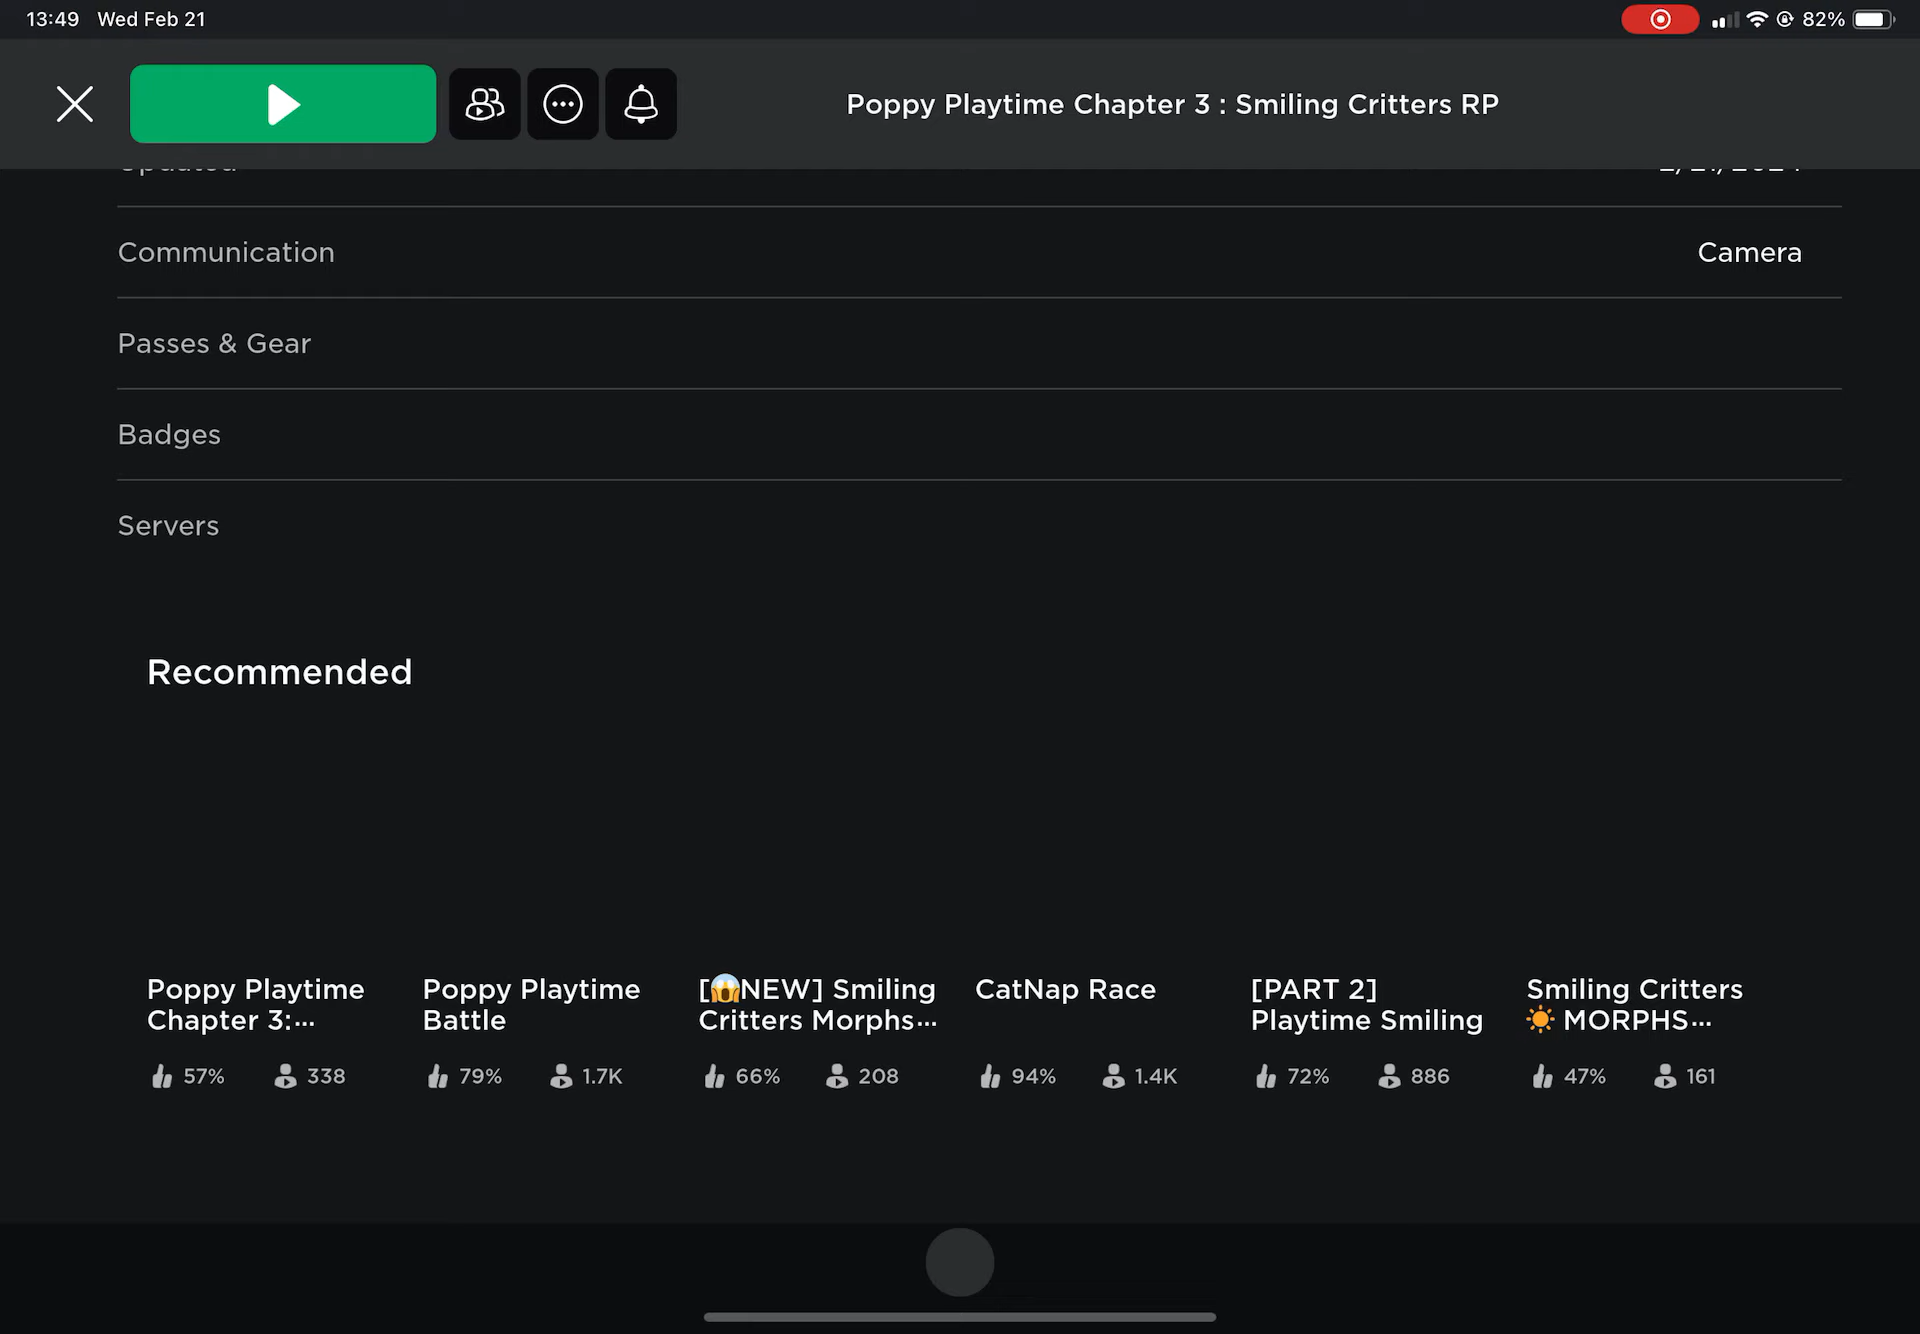 13:49 Wed Feb 21
82%
Poppy Playtime Chapter 3 : Smiling Critters RP
Communication
Camera
Passes & Gear
Badges
Servers
Recommended
Poppy Playtime
Chapter 3:...
57% 338
Poppy Playtime
Battle
79% 1.7K
[😱NEW] Smiling
Critters Morphs...
66% 208
CatNap Race
94% 1.4K
[PART 2]
Playtime Smiling
72% 886
Smiling Critters
☀️ MORPHS...
47% 161